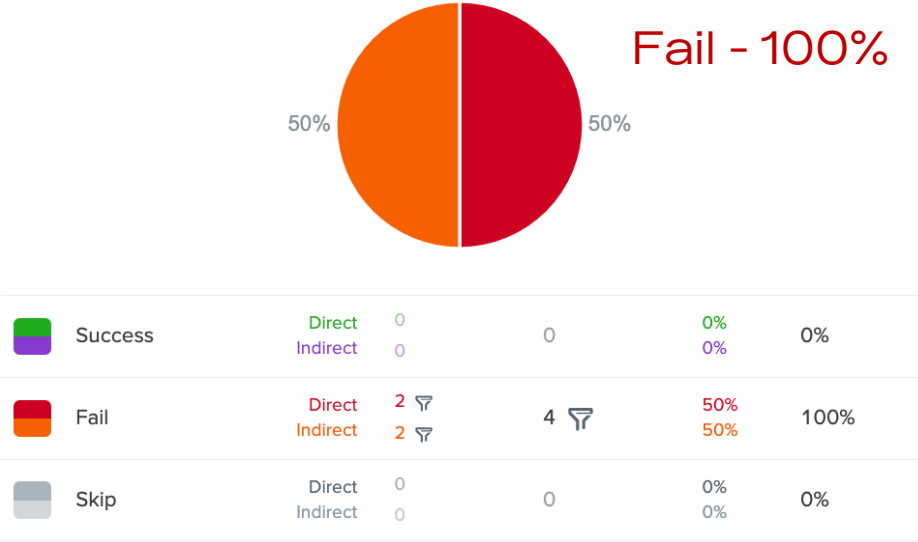 Fail - 100%
50%
50%
Success
Direct 0
Indirect 0
0
0%
0%
0%
Fail
Direct 2
Indirect 2
4
50%
50%
100%
Skip
Direct 0
Indirect 0
0
0%
0%
0%